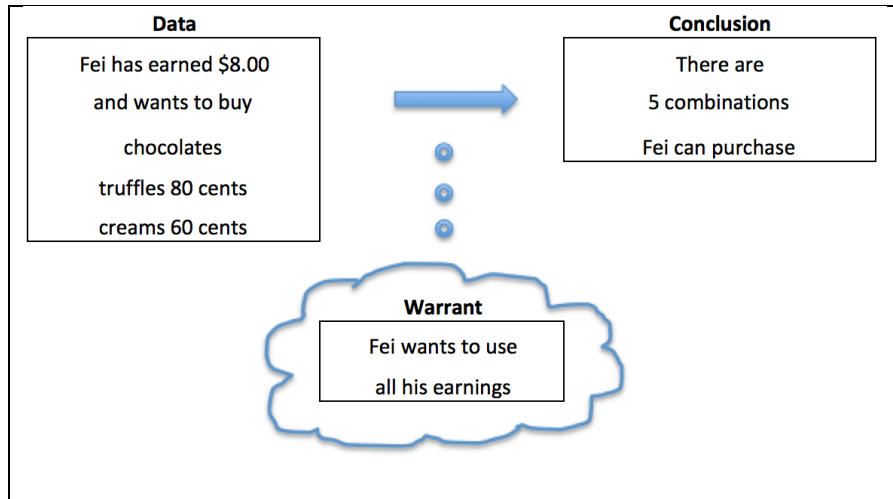 Data
Fei has earned $8.00
and wants to buy
chocolates
truffles 80 cents
creams 60 cents
Conclusion
There are
5 combinations
Fei can purchase
Warrant
Fei wants to use
all his earnings